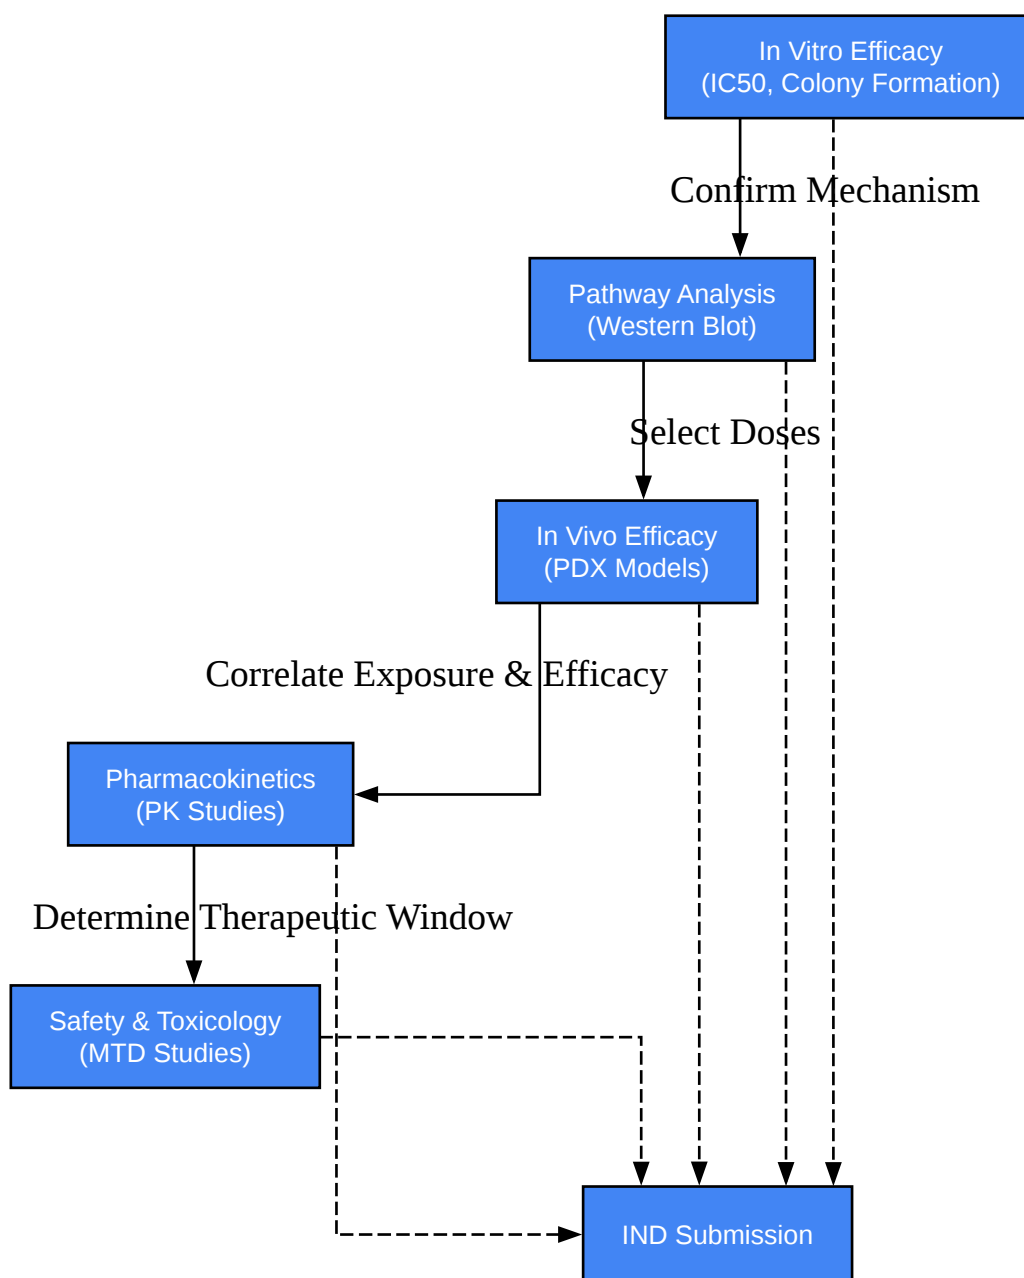 In Vitro Efficacy
(IC50, Colony Formation)
Confirm Mechanism
Pathway Analysis
(Western Blot)
Select Doses
In Vivo Efficacy
(PDX Models)
Correlate Exposure & Efficacy
Pharmacokinetics
(PK Studies)
Determine Therapeutic Window
Safety & Toxicology
(MTD Studies)
IND Submission